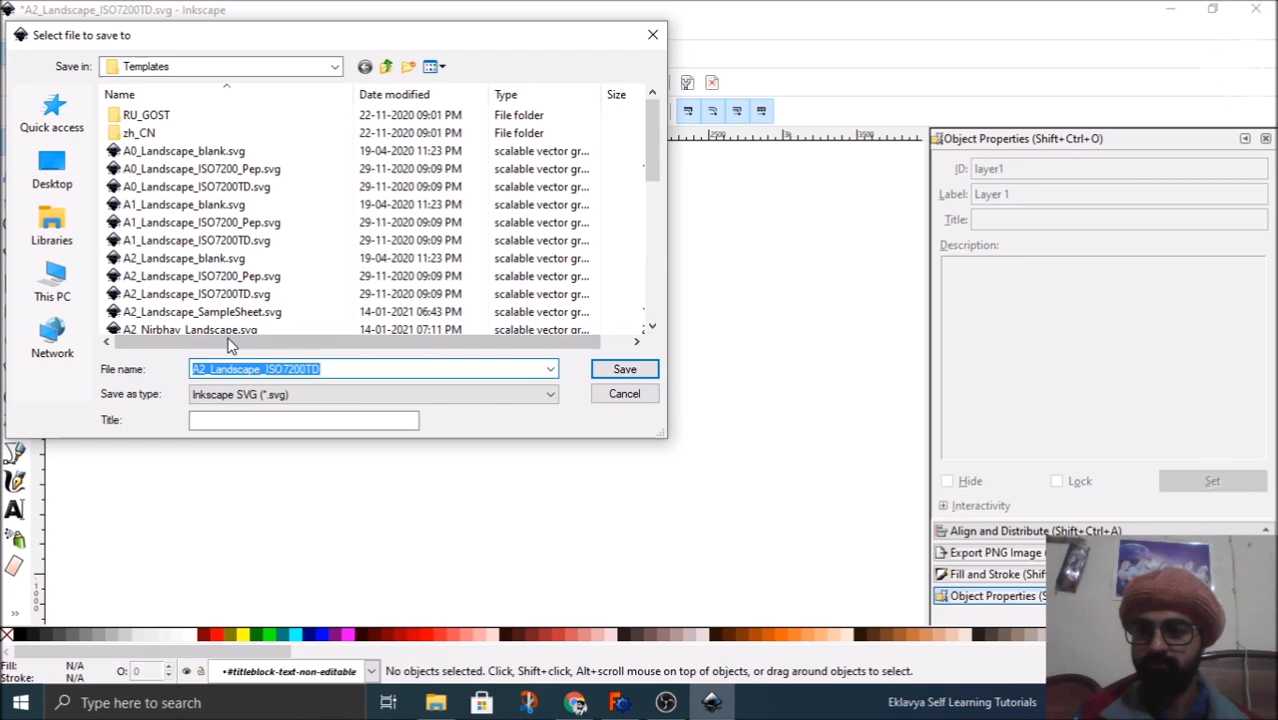 *A2_Landscape_ISO7200TD.svg - Inkscape
Select file to save to
Save in: Templates
Name Date modified Type Size
RU_GOST 22-11-2020 09:01 PM File folder
zh_CN 22-11-2020 09:01 PM File folder
A0_Landscape_blank.svg 19-04-2020 11:23 PM scalable vector gr...
A0_Landscape_ISO7200_Pep.svg 29-11-2020 09:09 PM scalable vector gr...
A0_Landscape_ISO7200TD.svg 29-11-2020 09:09 PM scalable vector gr...
A1_Landscape_blank.svg 19-04-2020 11:23 PM scalable vector gr...
A1_Landscape_ISO7200_Pep.svg 29-11-2020 09:09 PM scalable vector gr...
A1_Landscape_ISO7200TD.svg 29-11-2020 09:09 PM scalable vector gr...
A2_Landscape_blank.svg 19-04-2020 11:23 PM scalable vector gr...
A2_Landscape_ISO7200_Pep.svg 29-11-2020 09:09 PM scalable vector gr...
A2_Landscape_ISO7200TD.svg 29-11-2020 09:09 PM scalable vector gr...
A2_Landscape_SampleSheet.svg 14-01-2021 06:43 PM scalable vector gr...
A2_Nirbhay_Landscape.svg 14-01-2021 07:11 PM scalable vector gr...
Quick access
Desktop
Libraries
This PC
Network
File name: A2_Landscape_ISO7200TD Save
Save as type: Inkscape SVG (*.svg) Cancel
Title:
2500 3k 3500
Object Properties (Shift+Ctrl+O)
ID: layer1
Label: Layer 1
Title:
Description:
Hide Lock Set
Interactivity
Align and Distribute (Shift+Ctrl+A)
Export PNG Image
Fill and Stroke (Shif
Object Properties (S
Fill: N/A
Stroke: N/A
O: 0
•#titleblock-text-non-editable
No objects selected. Click, Shift+click, Alt+scroll mouse on top of objects, or drag around objects to select.
Type here to search
Eklavya Self Learning Tutorials